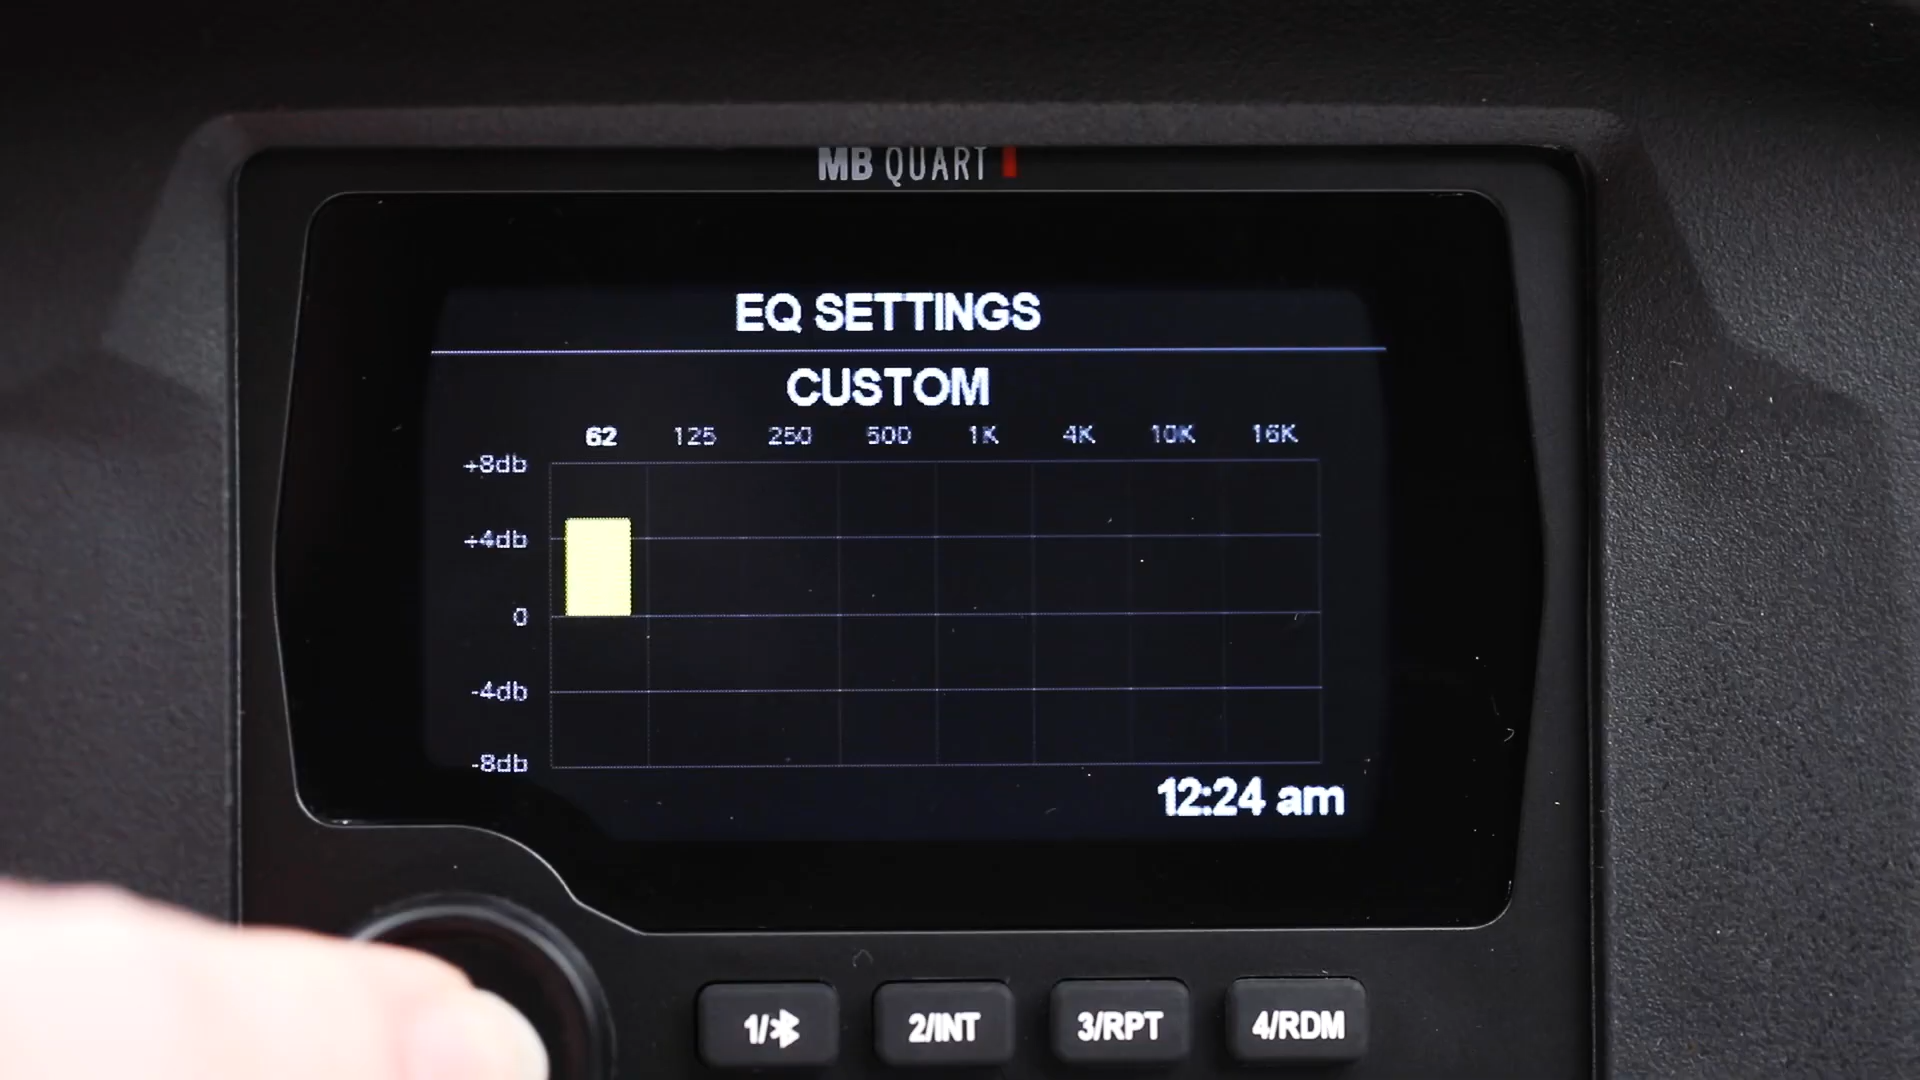 MB QUART
EQ SETTINGS
CUSTOM
62 125 250 500 1K 4K 10K 16K
+8db
+4db
0
-4db
-8db
12:24 am
1/ 2/INT 3/RPT 4/RDM